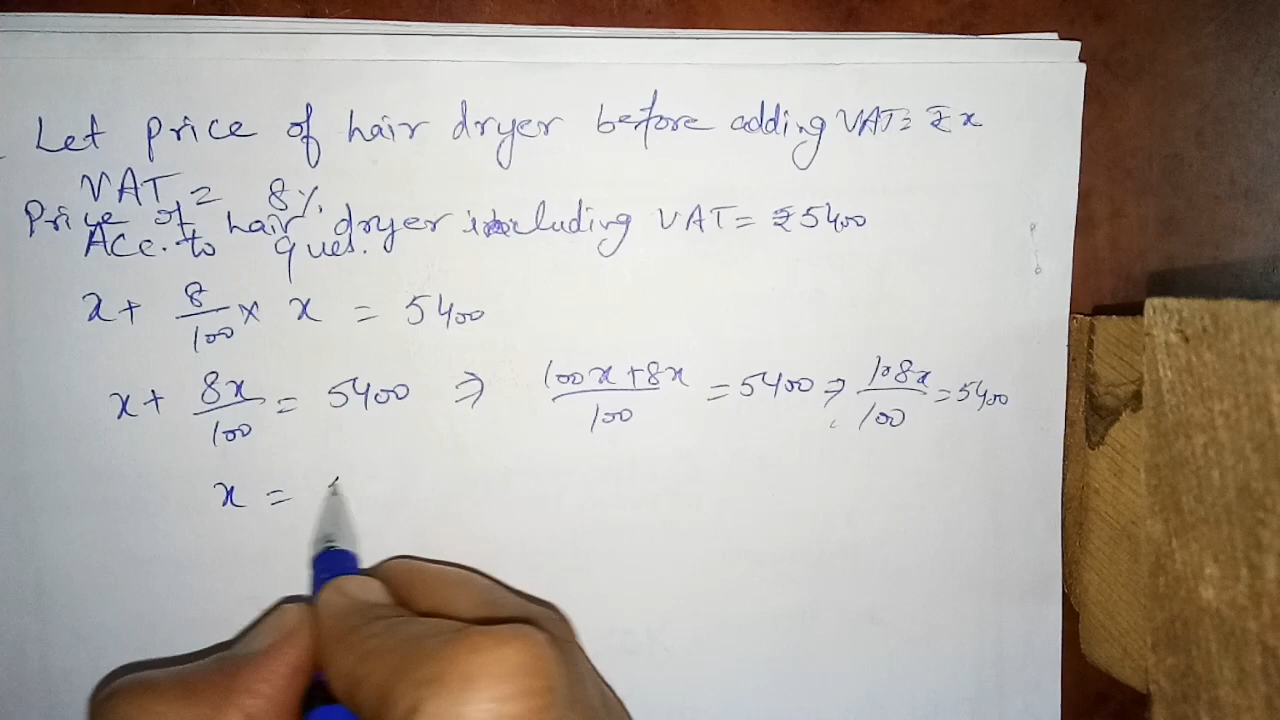 Let price of hair dryer before adding VAT = ₹ x
VAT = 8%
Price of hair dryer including VAT = ₹5400
Acc. to ques.
x + 8/100 × x = 5400
x + 8x/100 = 5400 ⇒ 100x+8x/100 = 5400 ⇒ 108x/100 = 5400
x =